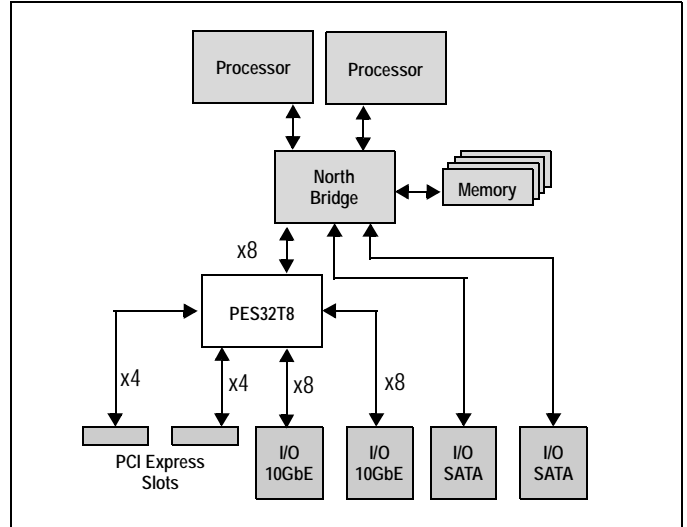 Processor
Processor
North
Bridge
Memory
x8
PES32T8
x4
x4
x8
x8
PCI Express
Slots
I/O
10GbE
I/O
10GbE
I/O
SATA
I/O
SATA